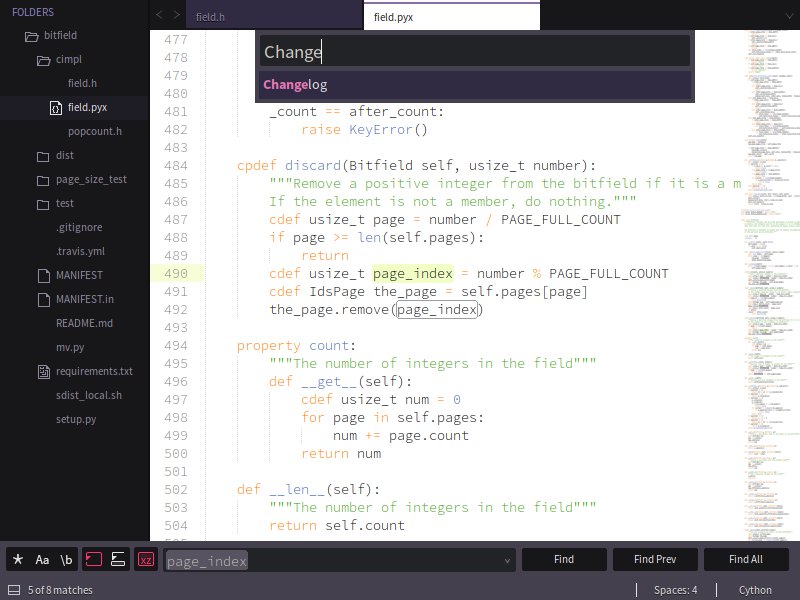 FOLDERS
bitfield
cimpl
field.h
field.pyx
popcount.h
dist
page_size_test
test
.gitignore
.travis.yml
MANIFEST
MANIFEST.in
README.md
mv.py
requirements.txt
sdist_local.sh
setup.py
field.h
field.pyx
Change
Changelog
477
478
479
480
481 _count == after_count:
482 raise KeyError()
483
484 cpdef discard(Bitfield self, usize_t number):
485 """Remove a positive integer from the bitfield if it is a m
486 If the element is not a member, do nothing."""
487 cdef usize_t page = number / PAGE_FULL_COUNT
488 if page >= len(self.pages):
489 return
490 cdef usize_t page_index = number % PAGE_FULL_COUNT
491 cdef IdsPage the_page = self.pages[page]
492 the_page.remove(page_index)
493
494 property count:
495 """The number of integers in the field"""
496 def __get__(self):
497 cdef usize_t num = 0
498 for page in self.pages:
499 num += page.count
500 return num
501
502 def __len__(self):
503 """The number of integers in the field"""
504 return self.count
* Aa \b xz page_index Find Find Prev Find All
5 of 8 matches Spaces: 4 Cython